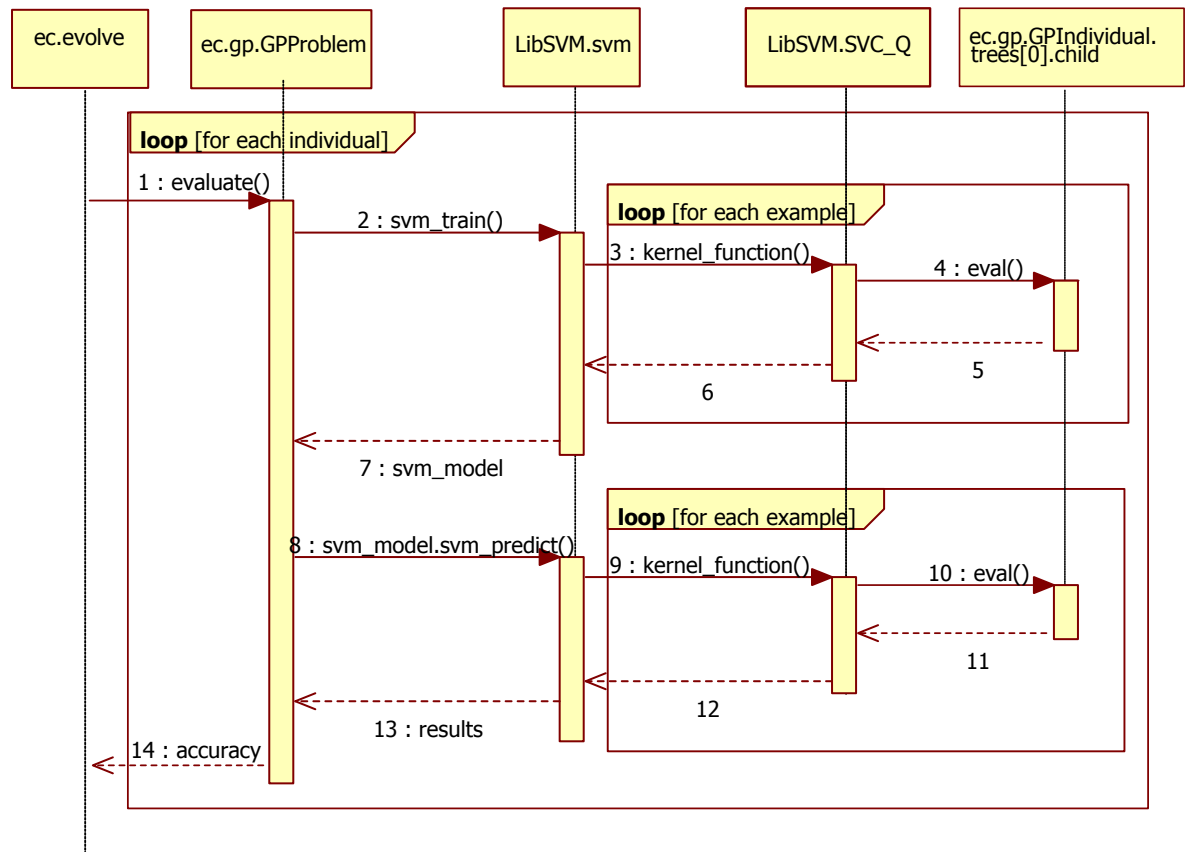 ec.evolve
ec.gp.GPProblem
LibSVM.svm
LibSVM.SVC_Q
ec.gp.GPIndividual.
trees[0].child
loop [for each individual]
1 : evaluate()
loop [for each example]
2 : svm_train()
3 : kernel_function()
4 : eval()
5
6
7 : svm_model
loop [for each example]
8 : svm_model.svm_predict()
9 : kernel_function()
10 : eval()
11
12
13 : results
14 : accuracy